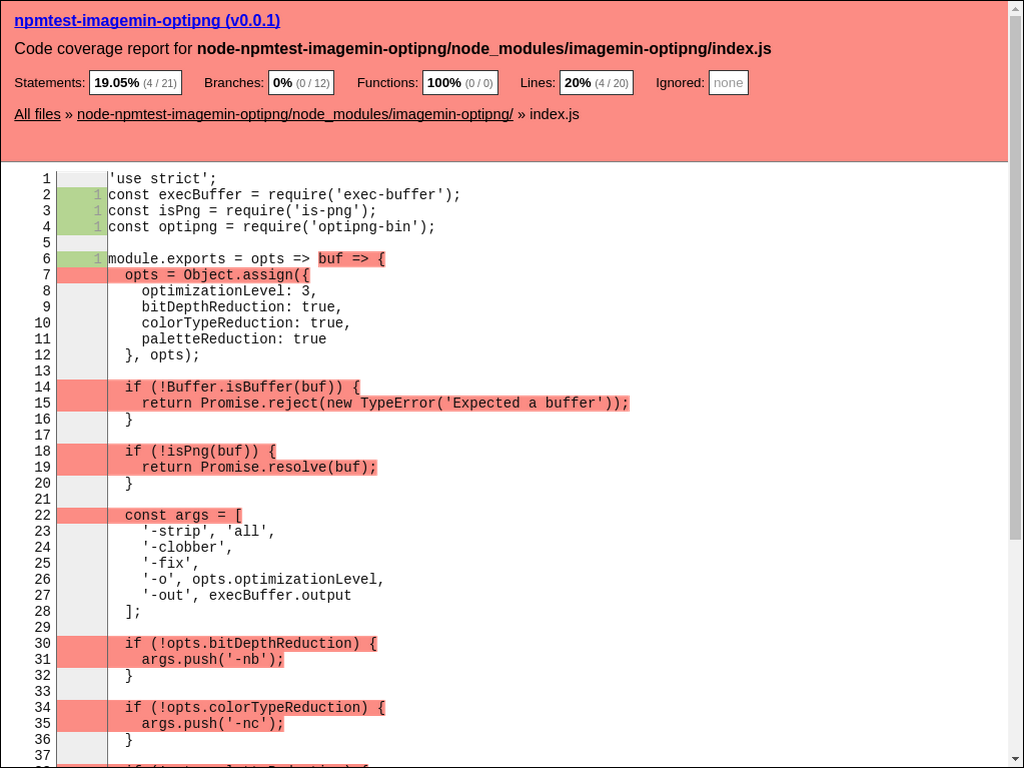 npmtest-imagemin-optipng (v0.0.1)
Code coverage report for node-npmtest-imagemin-optipng/node_modules/imagemin-optipng/index.js
Statements: 19.05% (4 / 21) Branches: 0% (0 / 12) Functions: 100% (0 / 0) Lines: 20% (4 / 20) Ignored: none
All files » node-npmtest-imagemin-optipng/node_modules/imagemin-optipng/ » index.js
1 'use strict';
2 1 const execBuffer = require('exec-buffer');
3 1 const isPng = require('is-png');
4 1 const optipng = require('optipng-bin');
5
6 1 module.exports = opts => buf => {
7 opts = Object.assign({
8 optimizationLevel: 3,
9 bitDepthReduction: true,
10 colorTypeReduction: true,
11 paletteReduction: true
12 }, opts);
13
14 if (!Buffer.isBuffer(buf)) {
15 return Promise.reject(new TypeError('Expected a buffer'));
16 }
17
18 if (!isPng(buf)) {
19 return Promise.resolve(buf);
20 }
21
22 const args = [
23 '-strip', 'all',
24 '-clobber',
25 '-fix',
26 '-o', opts.optimizationLevel,
27 '-out', execBuffer.output
28 ];
29
30 if (!opts.bitDepthReduction) {
31 args.push('-nb');
32 }
33
34 if (!opts.colorTypeReduction) {
35 args.push('-nc');
36 }
37